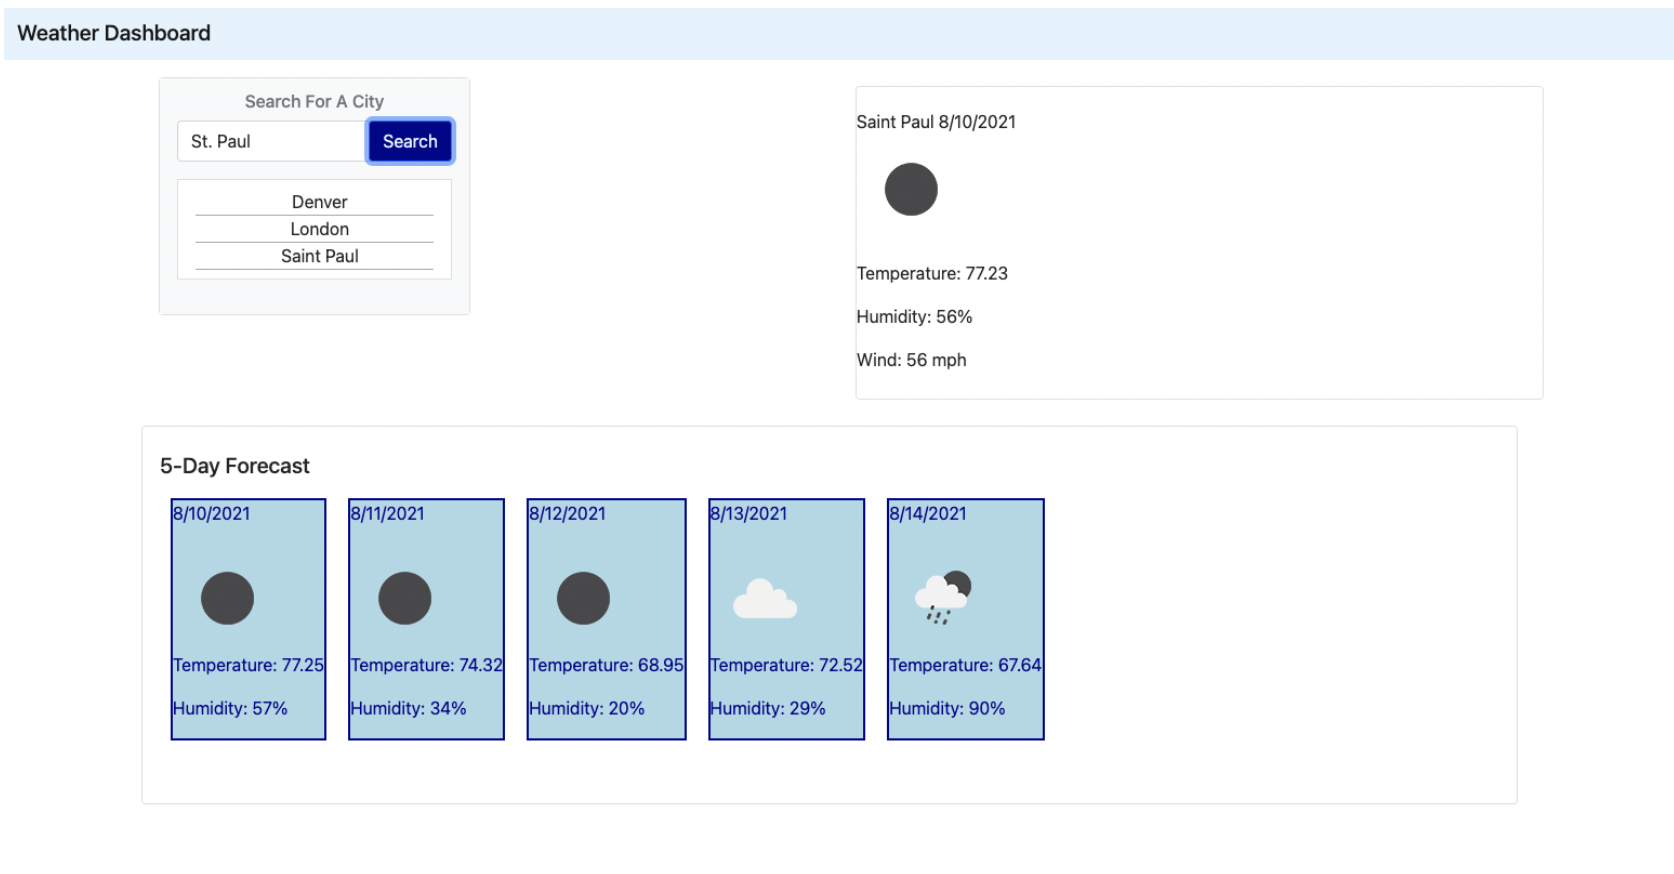 Weather Dashboard
Search For A City
St. Paul
Search
Denver
London
Saint Paul
Saint Paul 8/10/2021
Temperature: 77.23
Humidity: 56%
Wind: 56 mph
5-Day Forecast
8/10/2021
Temperature: 77.25
Humidity: 57%
8/11/2021
Temperature: 74.32
Humidity: 34%
8/12/2021
Temperature: 68.95
Humidity: 20%
8/13/2021
Temperature: 72.52
Humidity: 29%
8/14/2021
Temperature: 67.64
Humidity: 90%